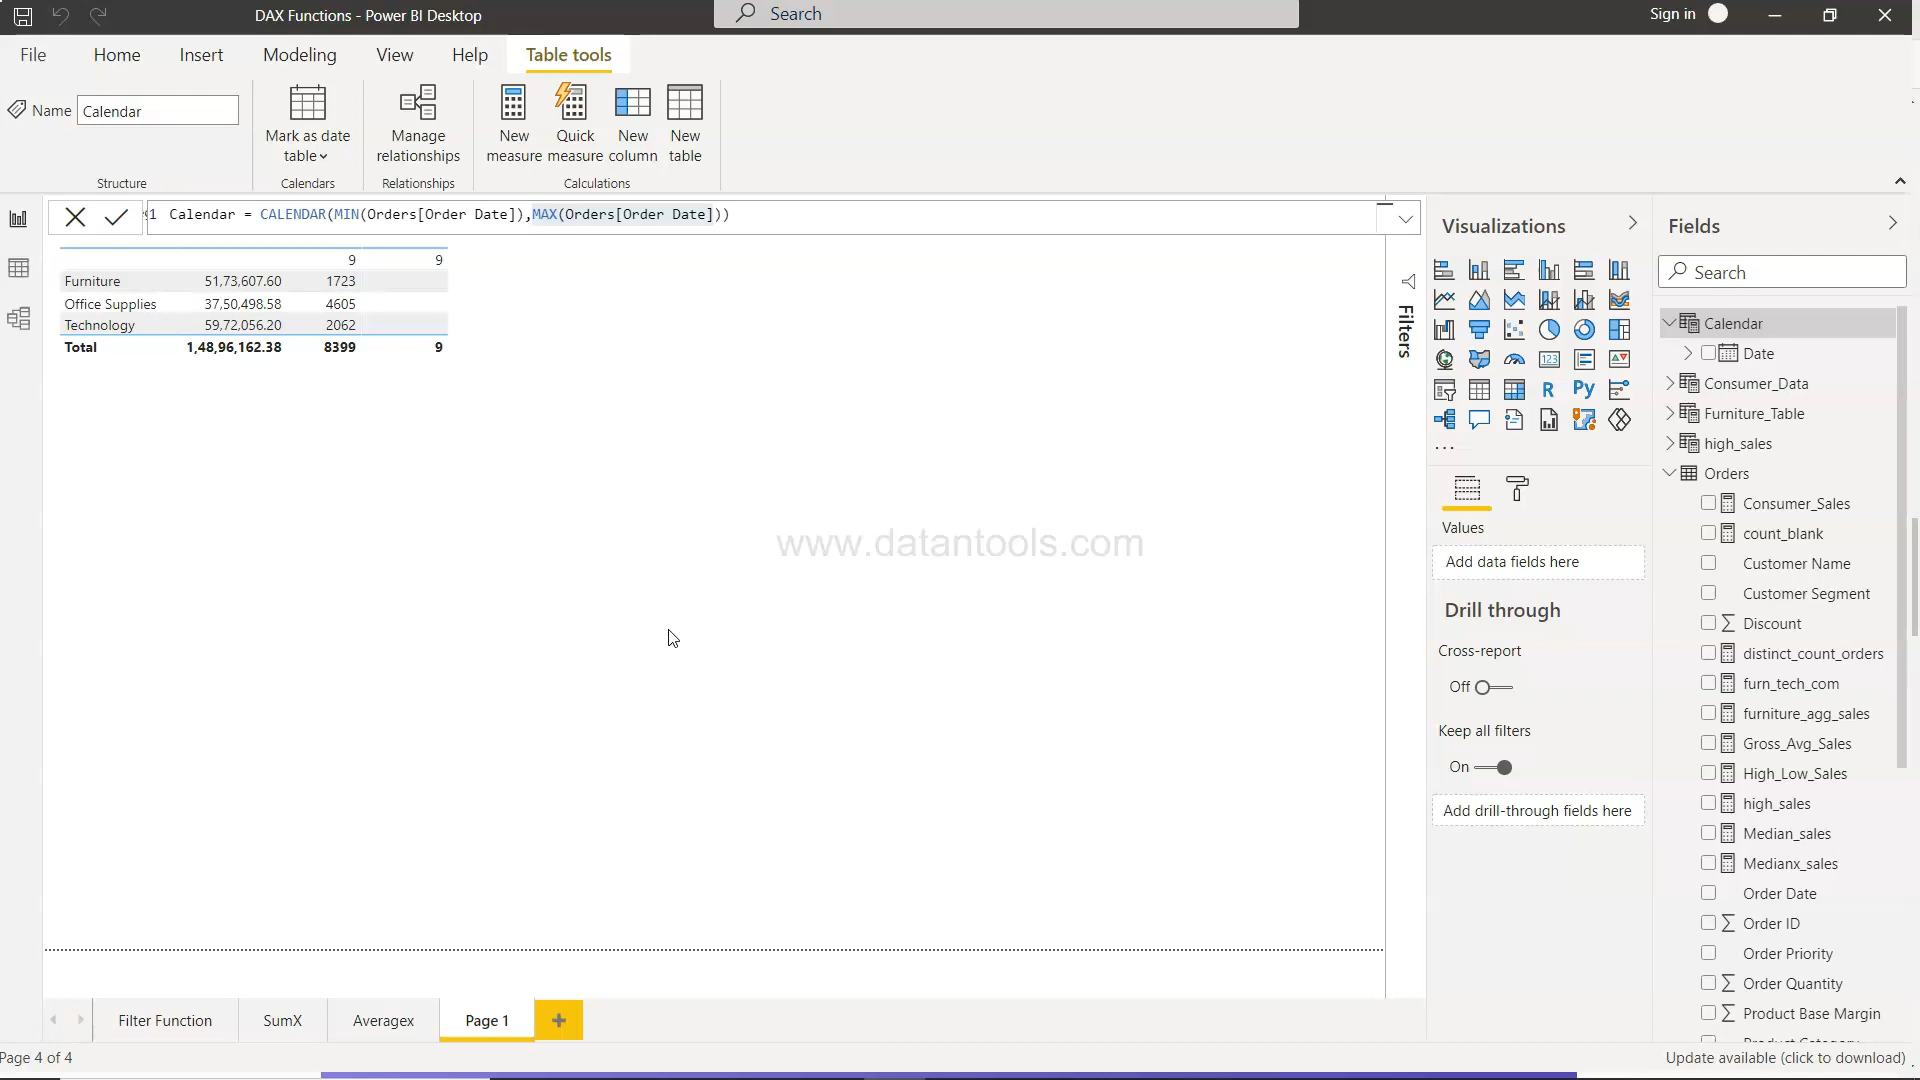 DAX Functions - Power BI Desktop
Search
Sign in
File
Home
Insert
Modeling
View
Help
Table tools
Name
Calendar
Mark as date
table
Manage
relationships
New
measure
Quick
measure
New
column
New
table
Structure
Calendars
Relationships
Calculations
1 Calendar = CALENDAR(MIN(Orders[Order Date]),MAX(Orders[Order Date]))
9 9
Furniture 51,73,607.60 1723
Office Supplies 37,50,498.58 4605
Technology 59,72,056.20 2062
Total 1,48,96,162.38 8399 9
www.datantools.com
Filters
Visualizations
123
R
Py
...
Values
Add data fields here
Drill through
Cross-report
Off
Keep all filters
On
Add drill-through fields here
Fields
Search
Calendar
Date
Consumer_Data
Furniture_Table
high_sales
Orders
Consumer_Sales
count_blank
Customer Name
Customer Segment
Discount
distinct_count_orders
furn_tech_com
furniture_agg_sales
Gross_Avg_Sales
High_Low_Sales
high_sales
Median_sales
Medianx_sales
Order Date
Order ID
Order Priority
Order Quantity
Product Base Margin
Filter Function
SumX
Averagex
Page 1
Page 4 of 4
Update available (click to download)